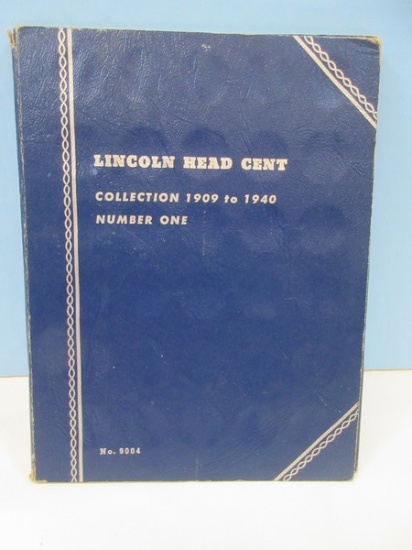 LINCOLN HEAD CENT
COLLECTION 1909 to 1940
NUMBER ONE
No. 9004